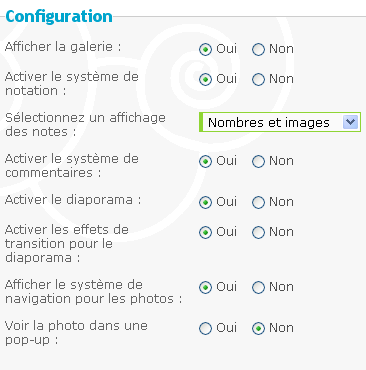 Configuration
Afficher la galerie : Oui Non
Activer le système de
notation : Oui Non
Sélectionnez un affichage
des notes : Nombres et images
Activer le système de
commentaires : Oui Non
Activer le diaporama : Oui Non
Activer les effets de
transition pour le
diaporama : Oui Non
Afficher le système de
navigation pour les photos : Oui Non
Voir la photo dans une
pop-up : Oui Non